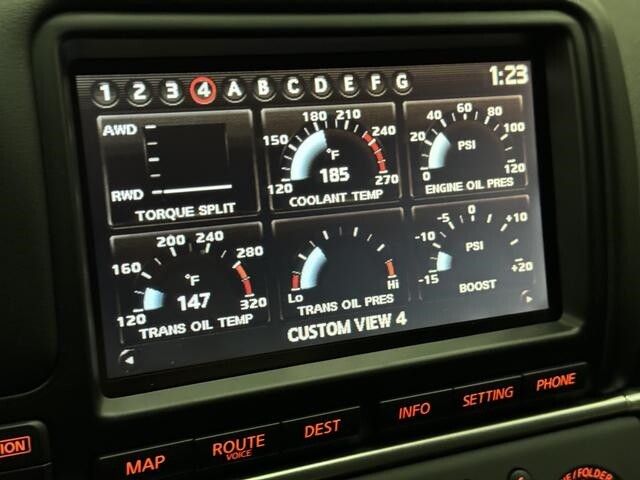 1 2 3 4 A B C D E F G 1:23
AWD
RWD
TORQUE SPLIT
120 150 180 210 240 270
°F
185
COOLANT TEMP
0 20 40 60 80 100 120
PSI
ENGINE OIL PRES
120 160 200 240 280 320
°F
147
TRANS OIL TEMP
Lo Hi
TRANS OIL PRES
-15 -10 -5 0 +10 +20
PSI
BOOST
CUSTOM VIEW 4
MAP
ROUTE
VOICE
DEST
INFO
SETTING
PHONE
E/FOLDER